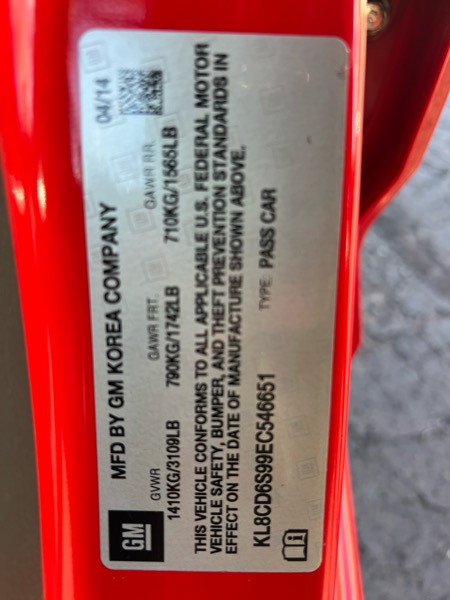 GM
MFD BY GM KOREA COMPANY 04/14
GVWR GAWR FRT. GAWR RR.
1410KG/3109LB 790KG/1742LB 710KG/1565LB
THIS VEHICLE CONFORMS TO ALL APPLICABLE U.S. FEDERAL MOTOR
VEHICLE SAFETY, BUMPER, AND THEFT PREVENTION STANDARDS IN
EFFECT ON THE DATE OF MANUFACTURE SHOWN ABOVE.
KL8CD6S99EC546651 TYPE: PASS CAR